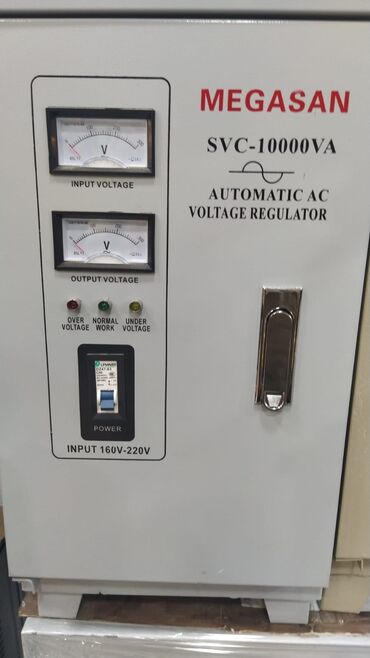 MEGASAN
SVC-10000VA
AUTOMATIC AC
VOLTAGE REGULATOR
V
INPUT VOLTAGE
V
OUTPUT VOLTAGE
OVER VOLTAGE
NORMAL WORK
UNDER VOLTAGE
POWER
INPUT 160V-220V